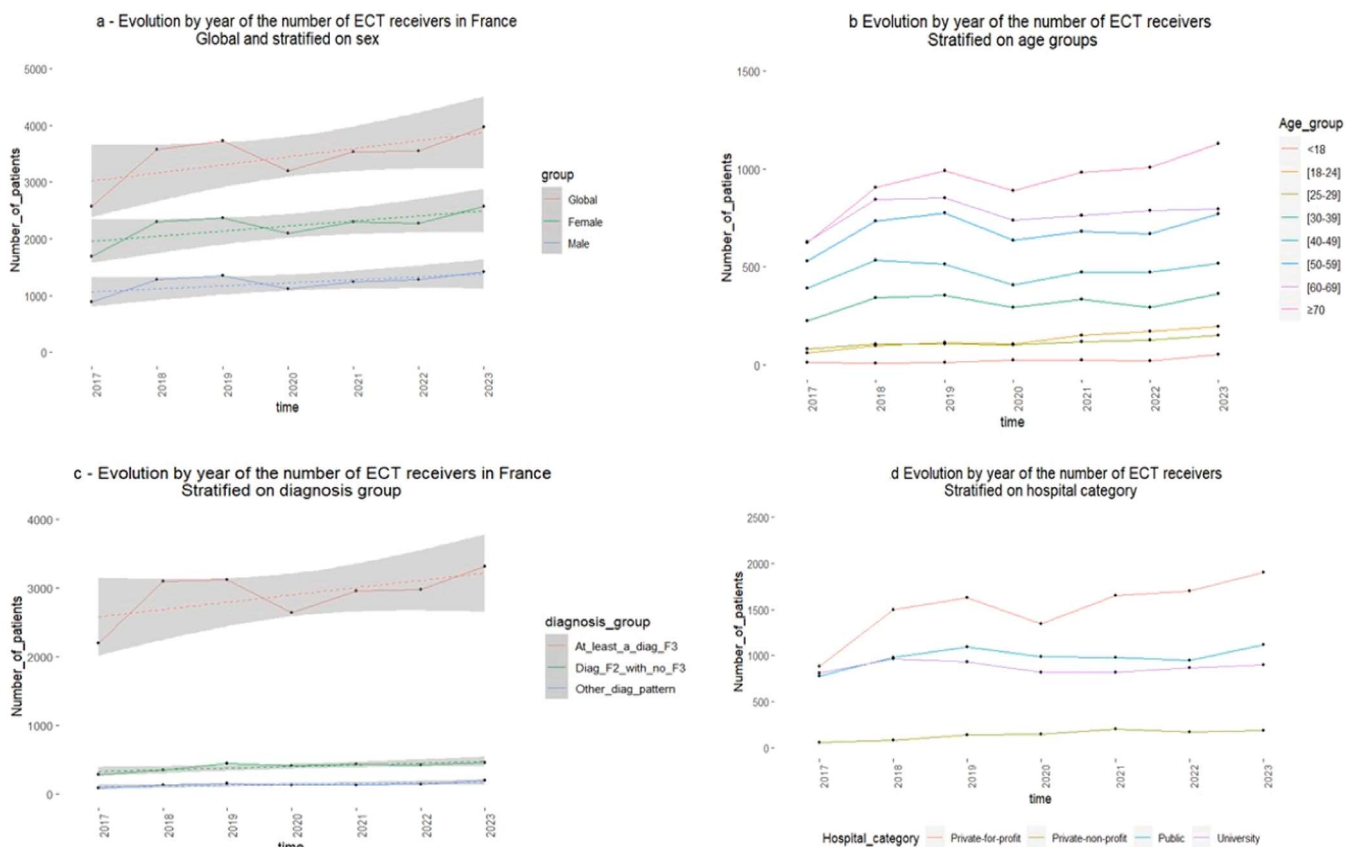 a - Evolution by year of the number of ECT receivers in France
Global and stratified on sex
Number_of_patients
5000
4000
3000
2000
1000
0
2017
2018
2019
2020
2021
2022
2023
time
group
Global
Female
Male
b Evolution by year of the number of ECT receivers
Stratified on age groups
Number_of_patients
1500
1000
500
0
2017
2018
2019
2020
2021
2022
2023
time
Age_group
<18
[18-24]
[25-29]
[30-39]
[40-49]
[50-59]
[60-69]
≥70
c - Evolution by year of the number of ECT receivers in France
Stratified on diagnosis group
Number_of_patients
4000
3000
2000
1000
0
2017
2018
2019
2020
2021
2022
2023
time
diagnosis_group
At_least_a_diag_F3
Diag_F2_with_no_F3
Other_diag_pattern
d Evolution by year of the number of ECT receivers
Stratified on hospital category
Number_of_patients
2500
2000
1500
1000
500
0
2017
2018
2019
2020
2021
2022
2023
time
Hospital_category Private-for-profit Private-non-profit Public University